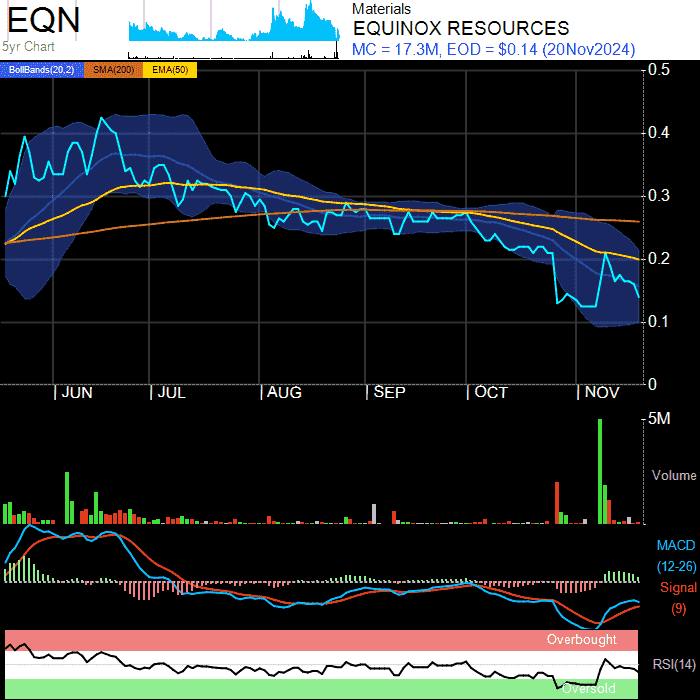 EQN
5yr Chart
Materials
EQUINOX RESOURCES
MC = 17.3M, EOD = $0.14 (20Nov2024)
BollBands(20,2) SMA(200) EMA(50)
0.5
0.4
0.3
0.2
0.1
0
JUN JUL AUG SEP OCT NOV
5M
Volume
MACD
(12-26)
Signal
(9)
Overbought
RSI(14)
Oversold